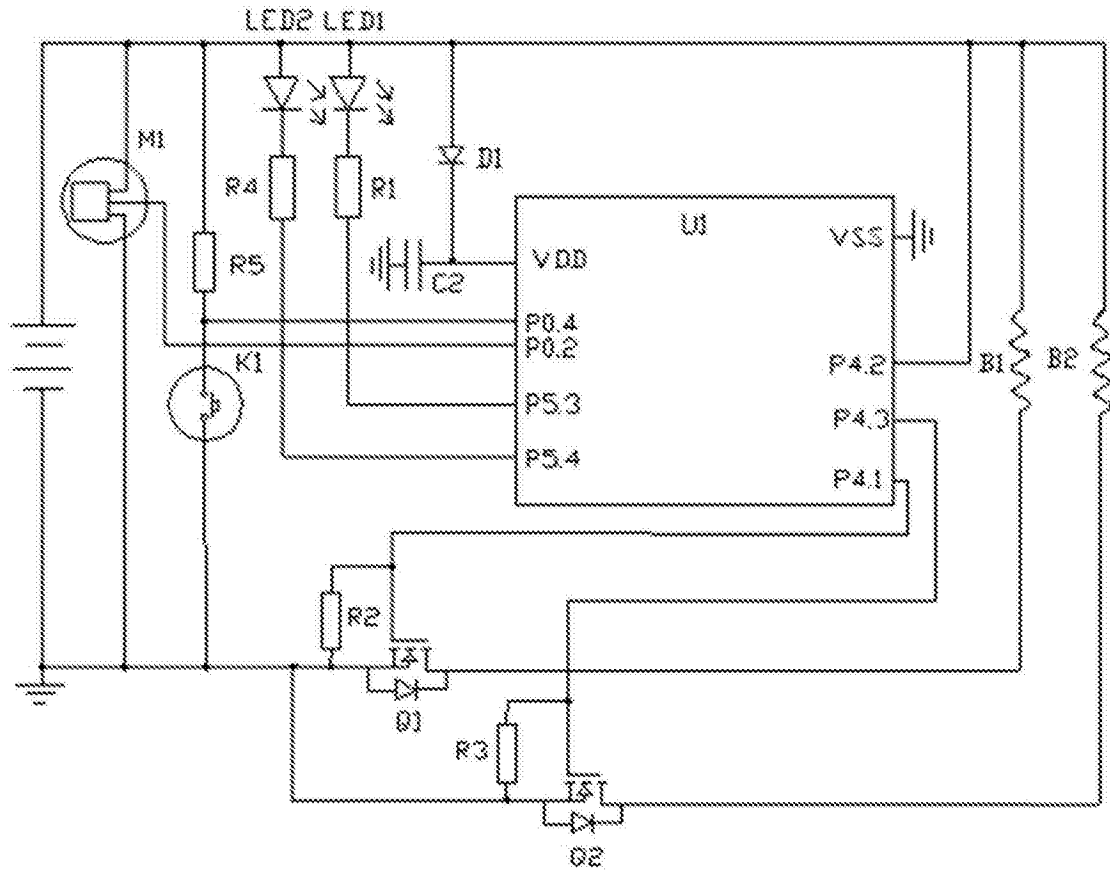 LED2 LED1
M1
R4
R1
D1
U1
VSS
R5
C2
VDD
P0.4
P0.2
K1
P4.2
B1
B2
P5.3
P4.3
P5.4
P4.1
R2
Q1
R3
Q2